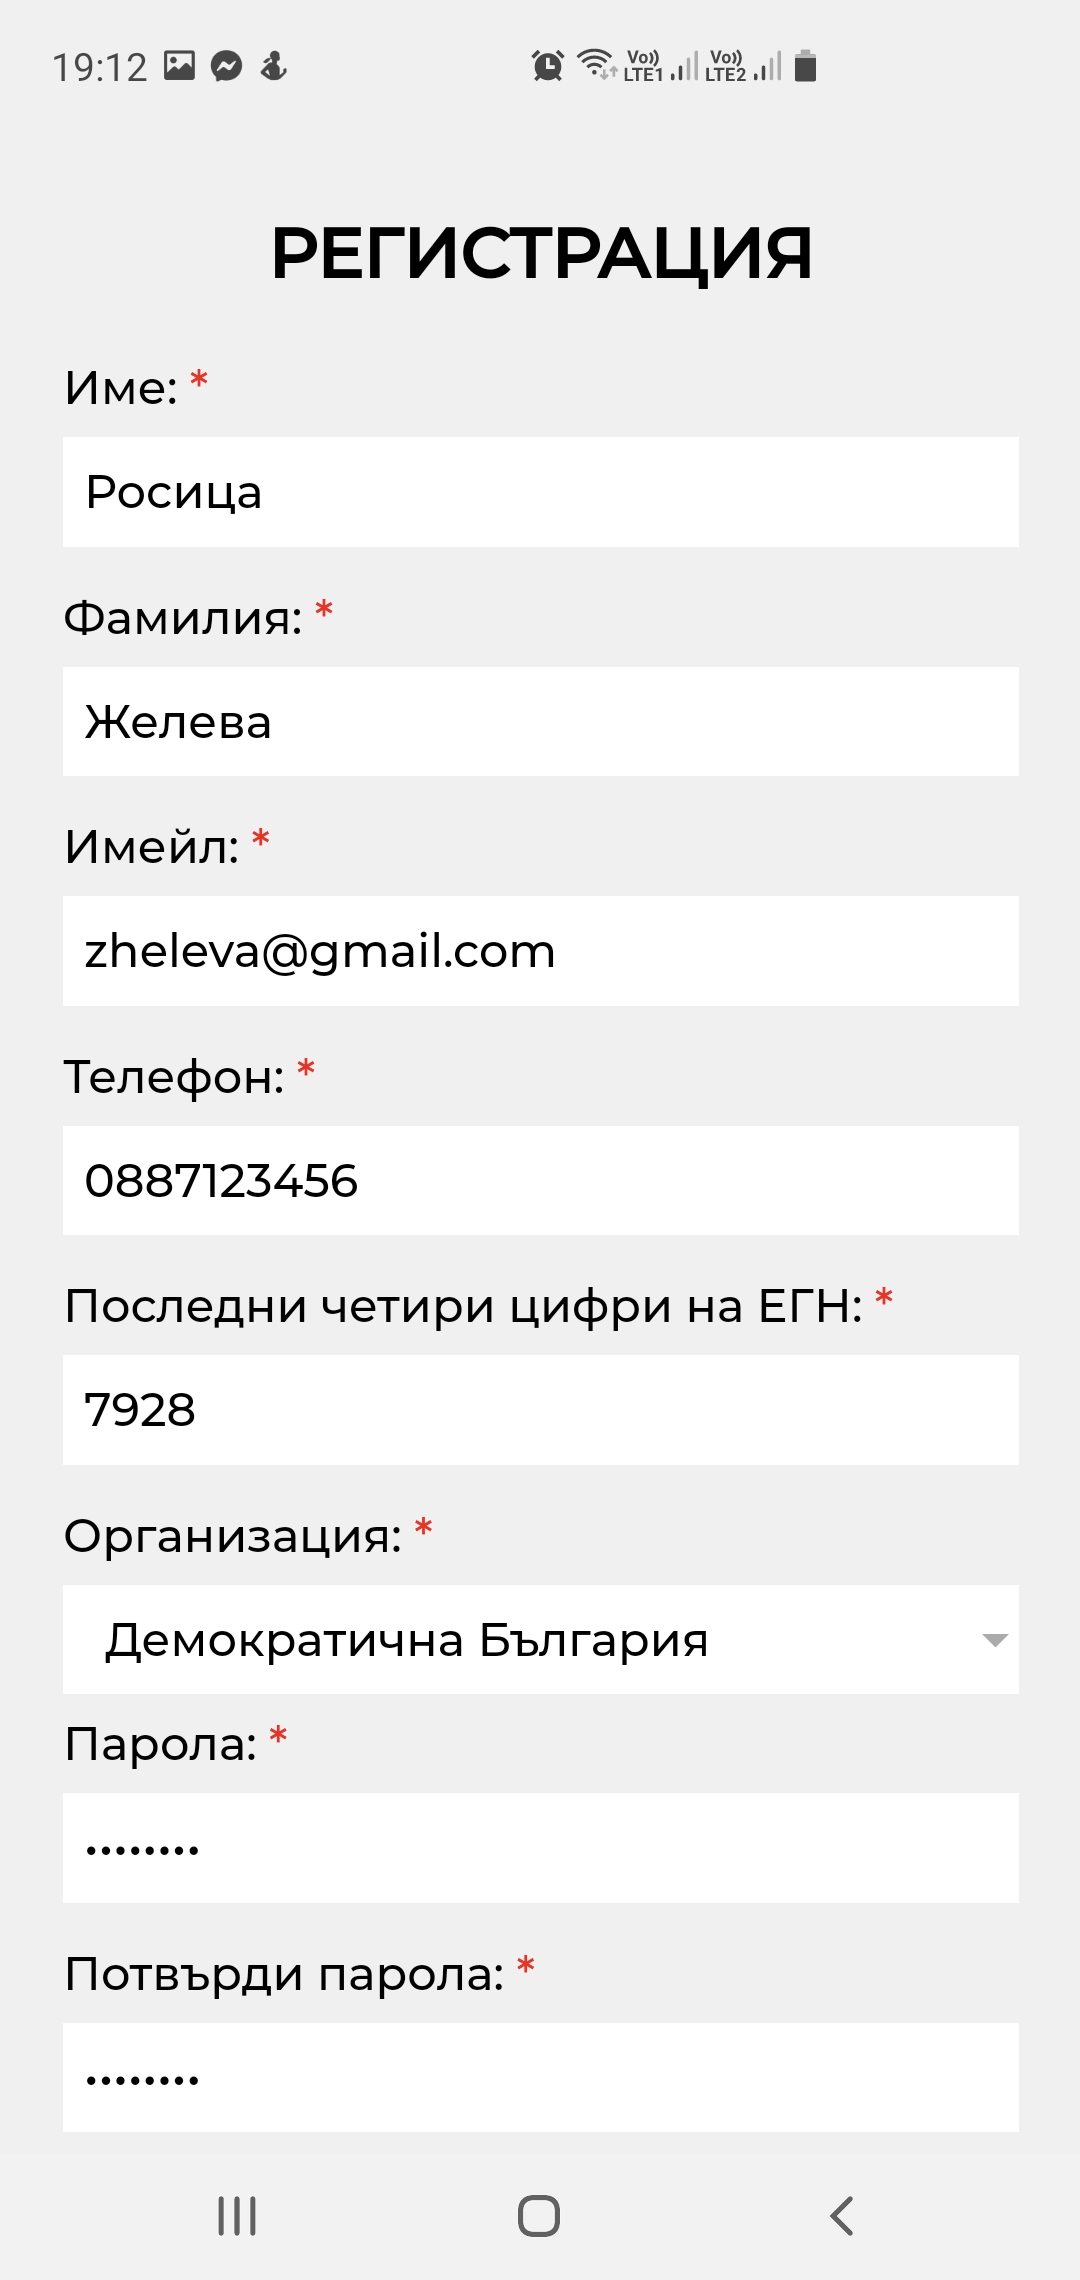 19:12 Vo)) LTE1 Vo)) LTE2
РЕГИСТРАЦИЯ
Име: *
Росица
Фамилия: *
Желева
Имейл: *
zheleva@gmail.com
Телефон: *
0887123456
Последни четири цифри на ЕГН: *
7928
Организация: *
Демократична България
Парола: *
••••••••
Потвърди парола: *
••••••••